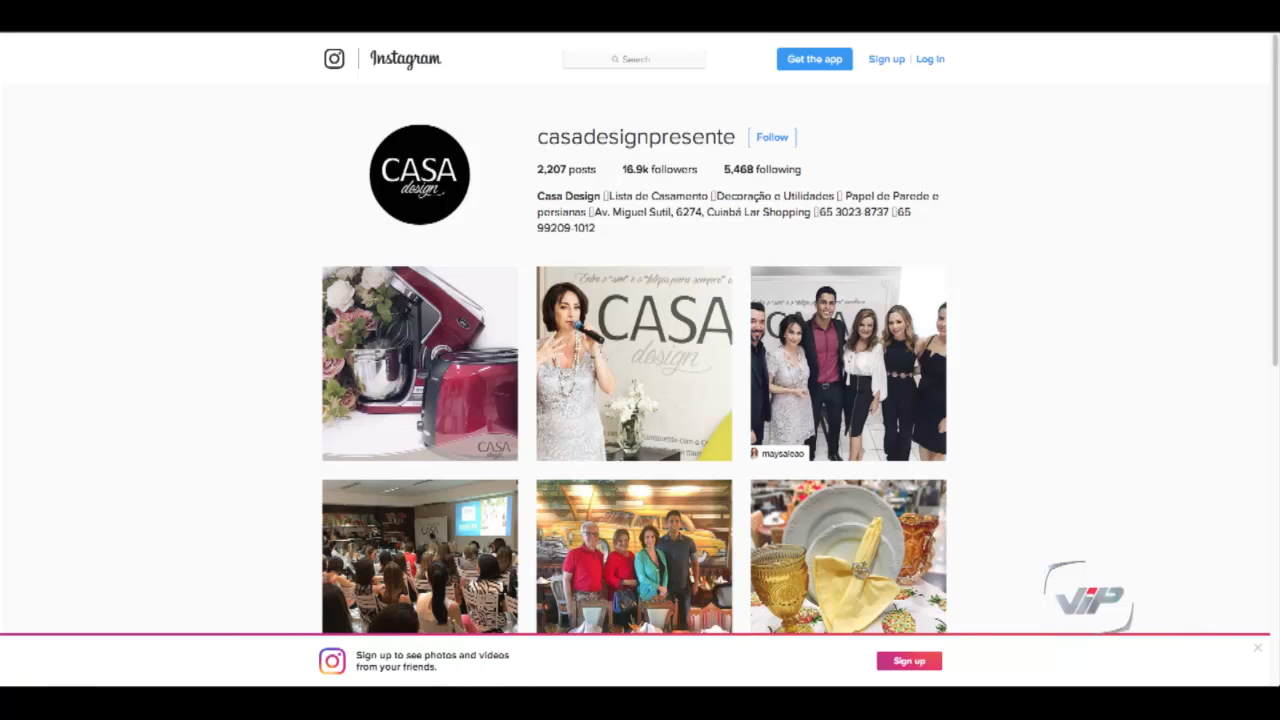 Instagram
Search
Get the app
Sign up | Log in
casadesignpresente
Follow
2,207 posts 16.9k followers 5,468 following
Casa Design Lista de Casamento Decoração e Utilidades Papel de Parede e
persianas Av. Miguel Sutil, 6274, Cuiabá Lar Shopping 65 3023-8737 65
99209-1012
CASA
design
CASA
CASA
design
maysaleao
CASA
VIP
Sign up to see photos and videos
from your friends.
Sign up